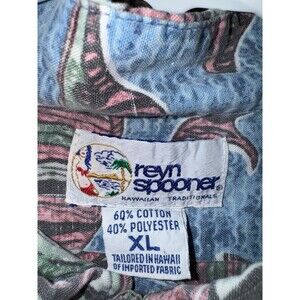 reyn
spooner®
HAWAIIAN TRADITIONALS
60% COTTON
40% POLYESTER
XL
TAILORED IN HAWAII
OF IMPORTED FABRIC